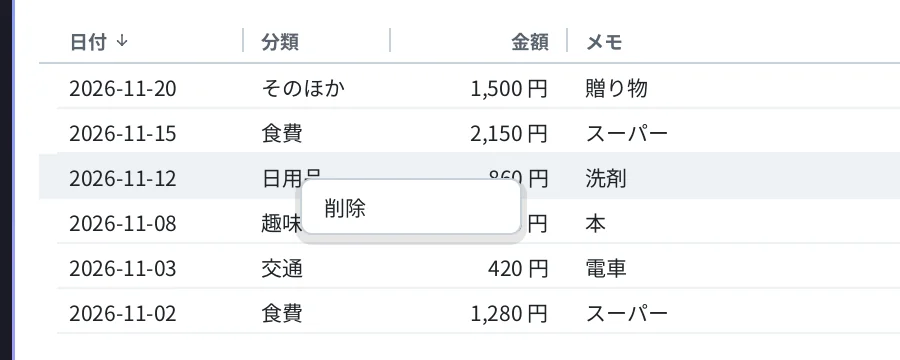 日付 ↓ 分類 金額 メモ
2026-11-20 そのほか 1,500 円 贈り物
2026-11-15 食費 2,150 円 スーパー
2026-11-12 日用品 860 円 洗剤
削除
2026-11-08 趣味 円 本
2026-11-03 交通 420 円 電車
2026-11-02 食費 1,280 円 スーパー